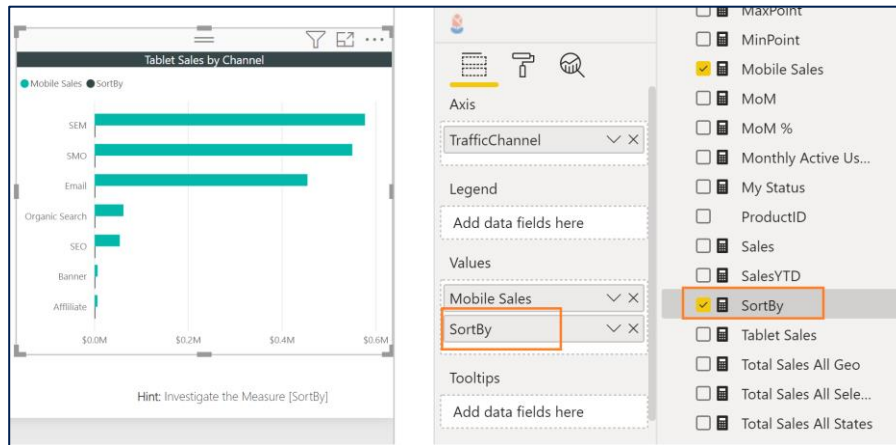 Tablet Sales by Channel
Mobile Sales SortBy
SEM
SMO
Email
Organic Search
SEO
Banner
Affiliate
$0.0M $0.2M $0.4M $0.6M
Hint: Investigate the Measure [SortBy]
Axis
TrafficChannel
Legend
Add data fields here
Values
Mobile Sales
SortBy
Tooltips
Add data fields here
MaxPoint
MinPoint
Mobile Sales
MoM
MoM %
Monthly Active Us...
My Status
ProductID
Sales
SalesYTD
SortBy
Tablet Sales
Total Sales All Geo
Total Sales All Sele...
Total Sales All States